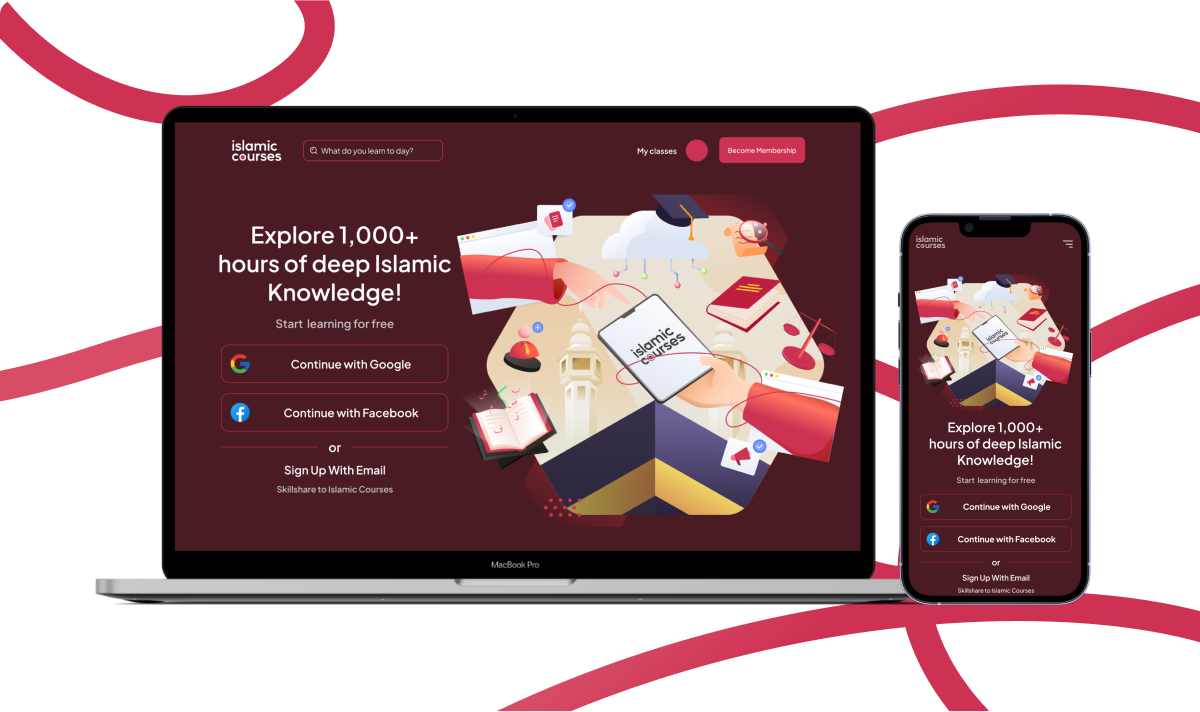 islamic
courses
What do you learn to day?
My classes
Become Membership
Explore 1,000+
hours of deep Islamic
Knowledge!
Start learning for free
Continue with Google
Continue with Facebook
or
Sign Up With Email
Skillshare to Islamic Courses
islamic
courses
MacBook Pro
islamic
courses
islamic
courses
Explore 1,000+
hours of deep Islamic
Knowledge!
Start learning for free
Continue with Google
Continue with Facebook
or
Sign Up With Email
Skillshare to Islamic Courses